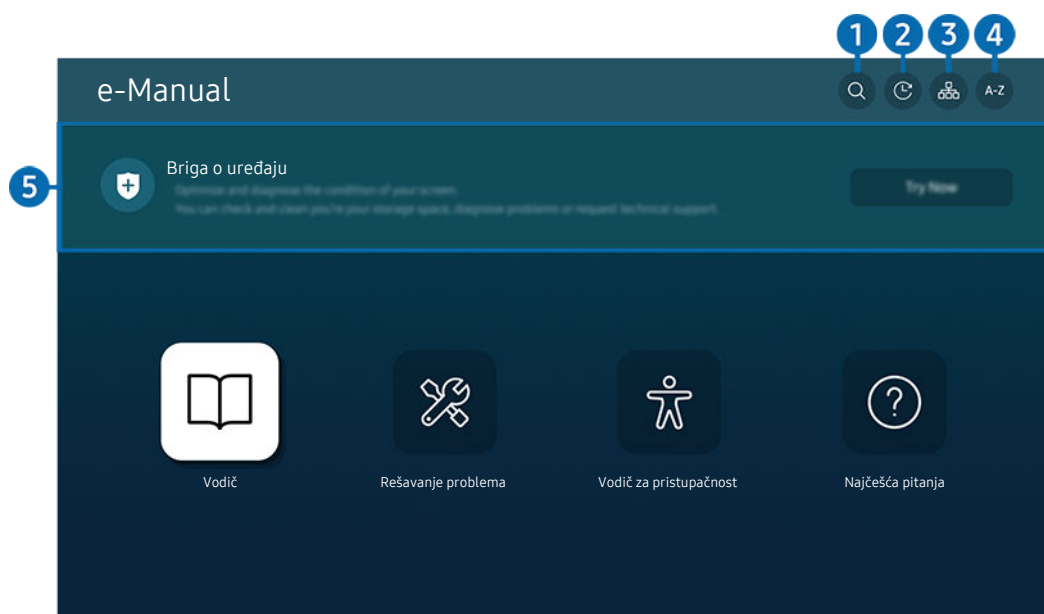 1 2 3 4
e-Manual
A-Z
5
Briga o uređaju
Optimise and diagnose the condition of your screen.
You can check and clean you're your storage space, diagnose problems or request technical support.
Try Now
Vodič
Rešavanje problema
Vodič za pristupačnost
Najčešća pitanja